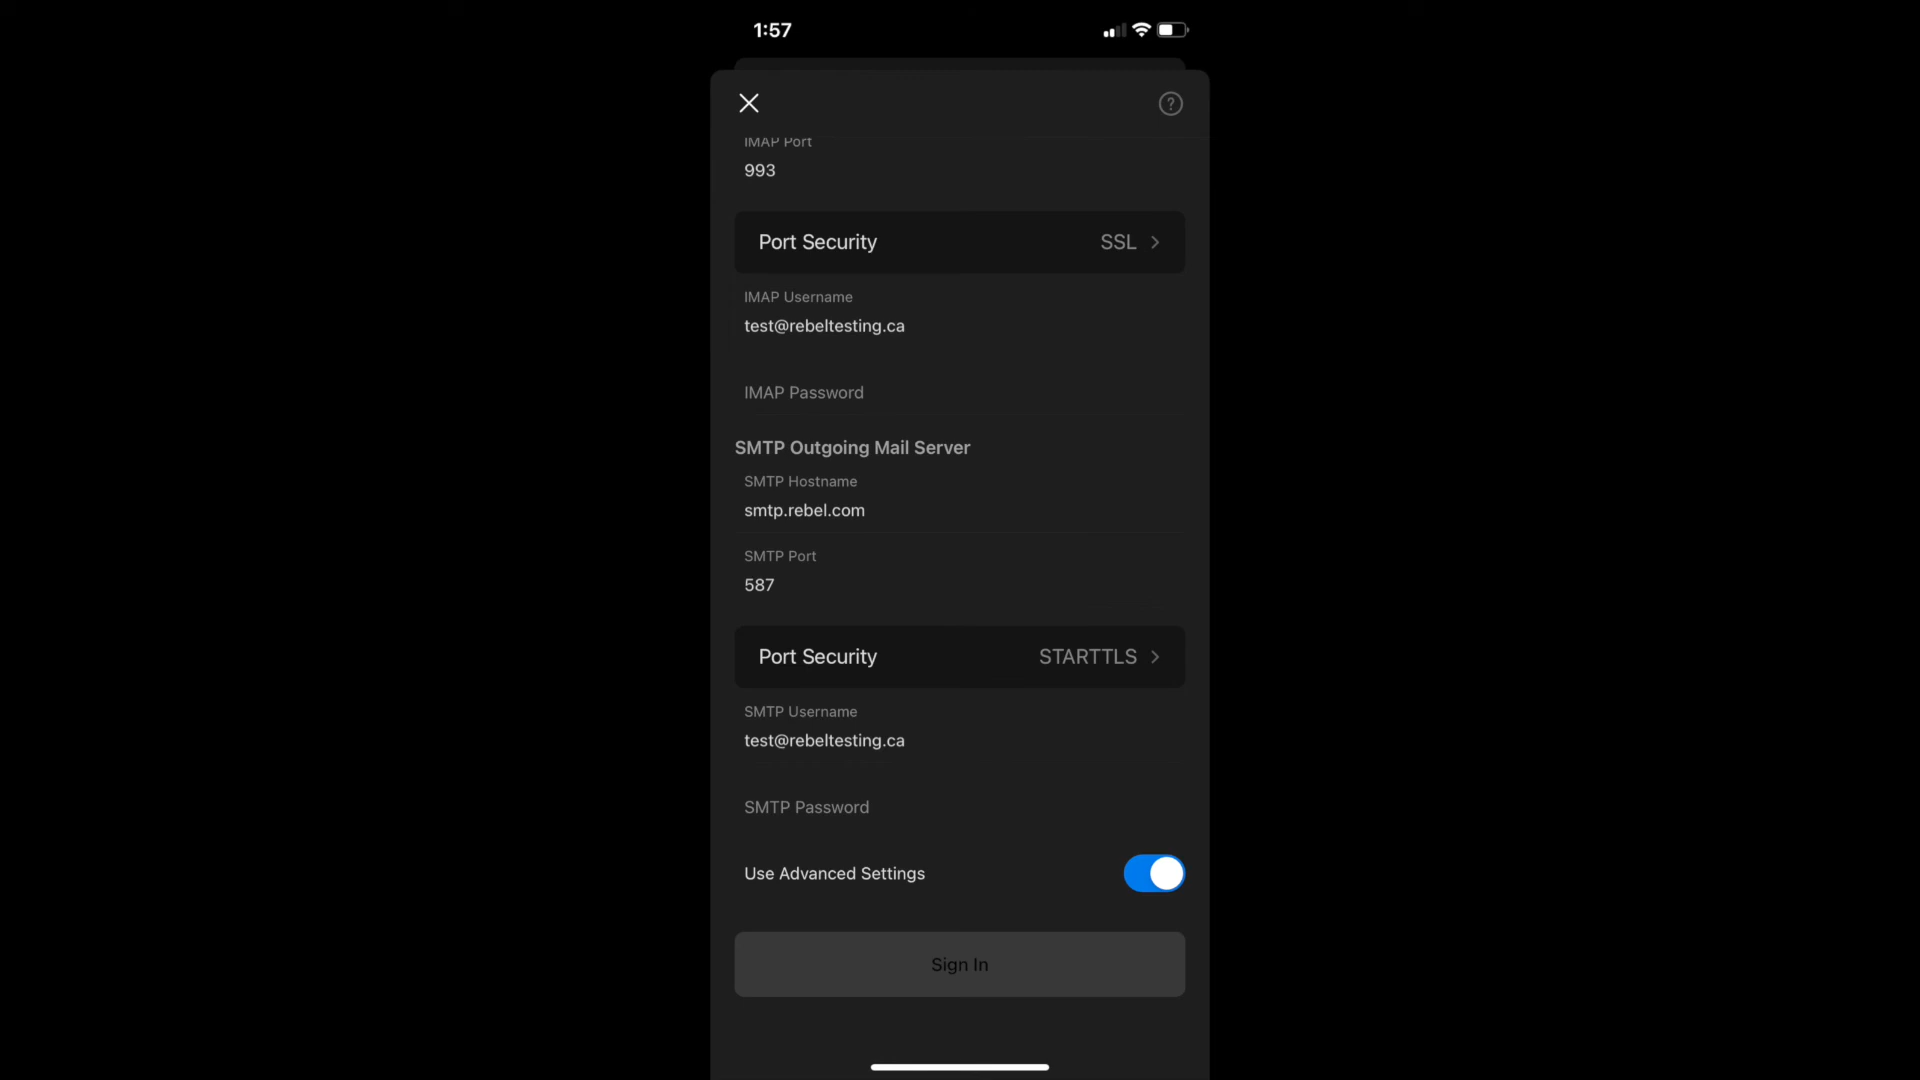 1:57
IMAP Port
993
Port Security SSL
IMAP Username
test@rebeltesting.ca
IMAP Password
SMTP Outgoing Mail Server
SMTP Hostname
smtp.rebel.com
SMTP Port
587
Port Security STARTTLS
SMTP Username
test@rebeltesting.ca
SMTP Password
Use Advanced Settings
Sign In